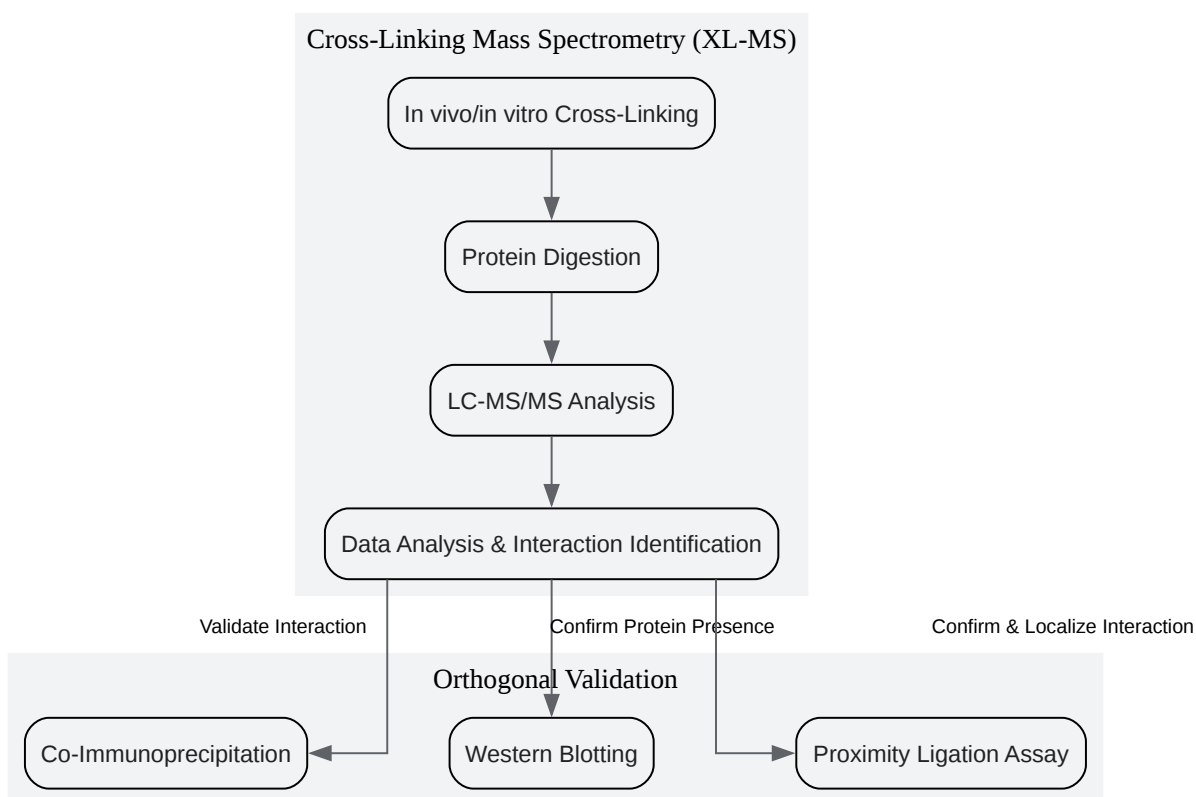 Cross-Linking Mass Spectrometry (XL-MS)
In vivo/in vitro Cross-Linking
Protein Digestion
LC-MS/MS Analysis
Data Analysis & Interaction Identification
Validate Interaction
Confirm Protein Presence
Confirm & Localize Interaction
Orthogonal Validation
Co-Immunoprecipitation
Western Blotting
Proximity Ligation Assay